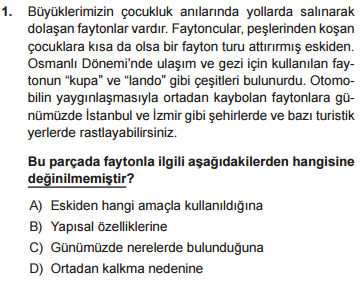 1. Büyüklerimizin çocukluk anılarında yollarda salınarak
dolaşan faytonlar vardır. Faytoncular, peşlerinden koşan
çocuklara kısa da olsa bir fayton turu attırırmış eskiden.
Osmanlı Dönemi'nde ulaşım ve gezi için kullanılan fay-
tonun “kupa” ve “lando” gibi çeşitleri bulunurdu. Otomo-
bilin yaygınlaşmasıyla ortadan kaybolan faytonlara gü-
nümüzde İstanbul ve İzmir gibi şehirlerde ve bazı turistik
yerlerde rastlayabilirsiniz.
Bu parçada faytonla ilgili aşağıdakilerden hangisine
değinilmemiştir?
A) Eskiden hangi amaçla kullanıldığına
B) Yapısal özelliklerine
C) Günümüzde nerelerde bulunduğuna
D) Ortadan kalkma nedenine